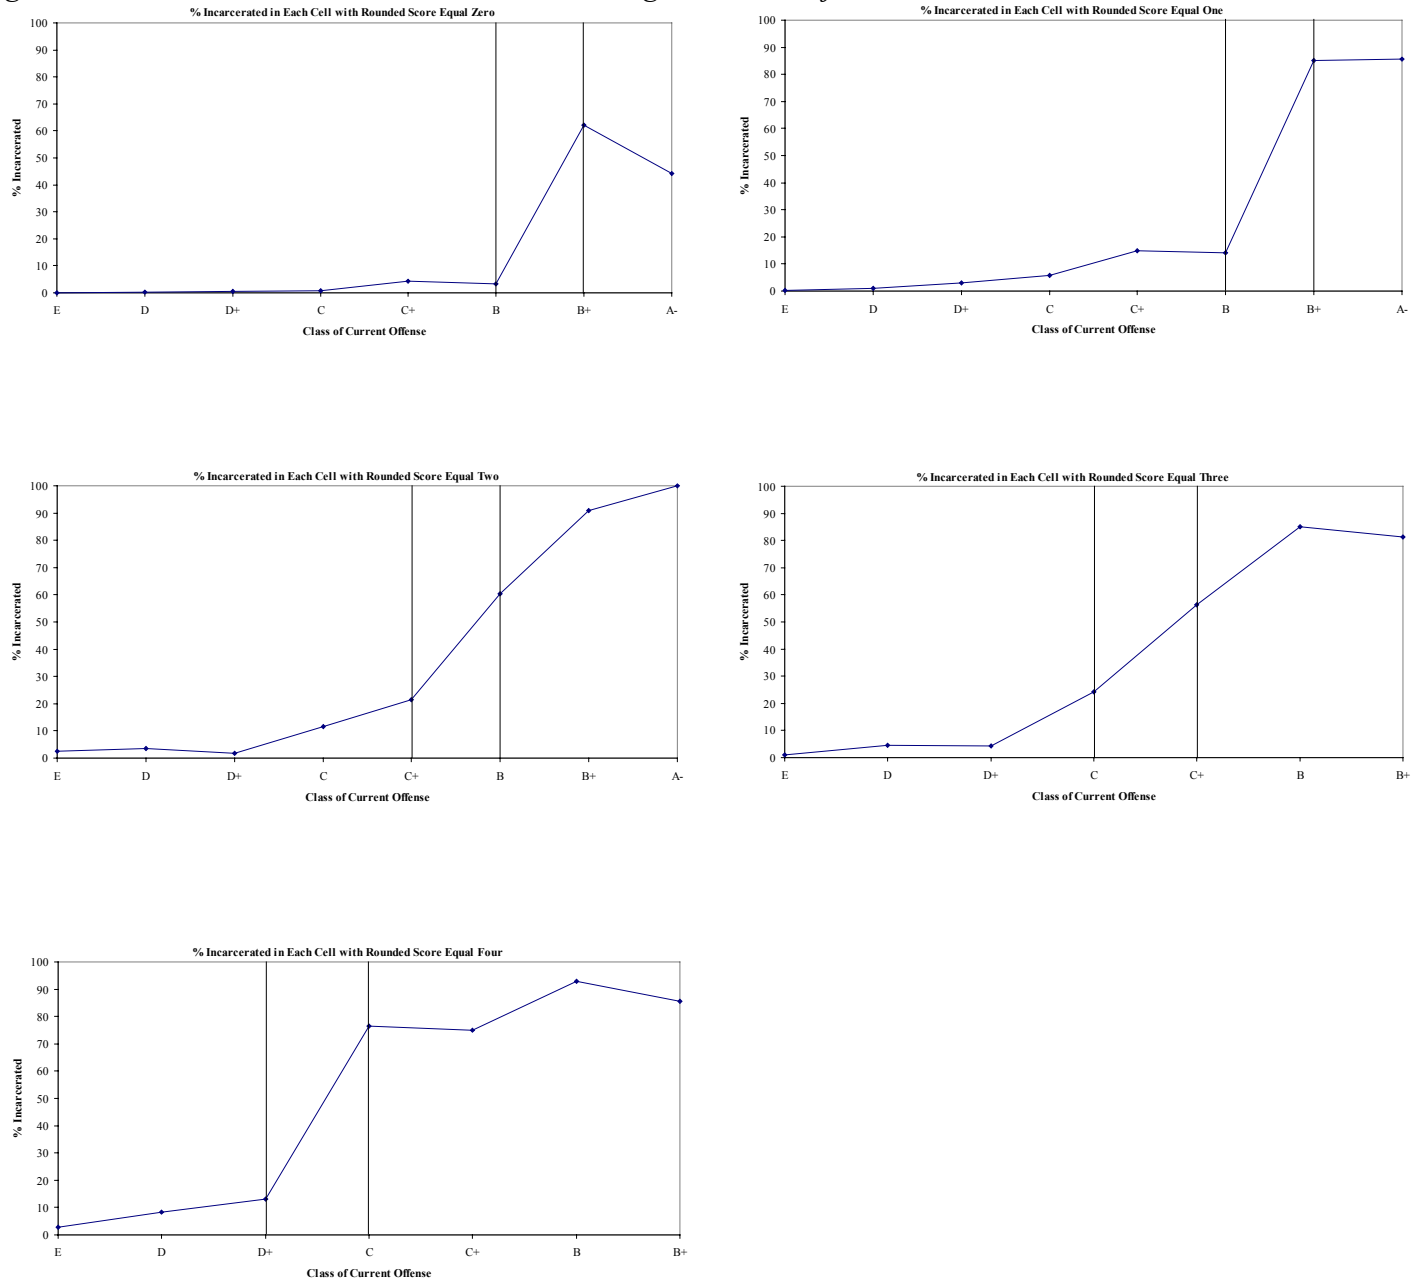 % Incarcerated in Each Cell with Rounded Score Equal Zero
100
90
80
70
60
50
40
30
20
10
0
% Incarcerated
E D D+ C C+ B B+ A-
Class of Current Offense
% Incarcerated in Each Cell with Rounded Score Equal One
100
90
80
70
60
50
40
30
20
10
0
% Incarcerated
E D D+ C C+ B B+ A-
Class of Current Offense
% Incarcerated in Each Cell with Rounded Score Equal Two
100
90
80
70
60
50
40
30
20
10
0
% Incarcerated
E D D+ C C+ B B+ A-
Class of Current Offense
% Incarcerated in Each Cell with Rounded Score Equal Three
100
90
80
70
60
50
40
30
20
10
0
% Incarcerated
E D D+ C C+ B B+
Class of Current Offense
% Incarcerated in Each Cell with Rounded Score Equal Four
100
90
80
70
60
50
40
30
20
10
0
% Incarcerated
E D D+ C C+ B B+
Class of Current Offense